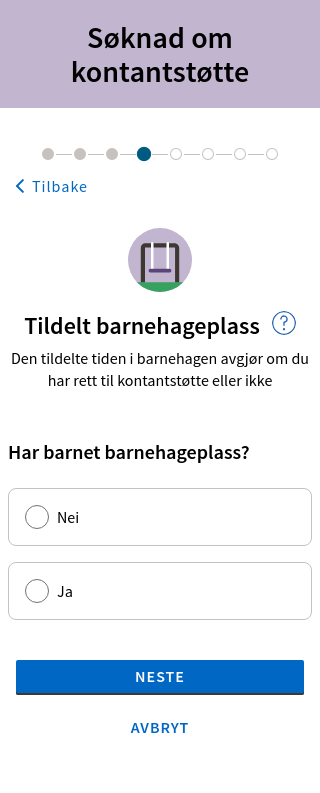 Søknad om
kontantstøtte
Tilbake
Tildelt barnehageplass ?
Den tildelte tiden i barnehagen avgjør om du
har rett til kontantstøtte eller ikke
Har barnet barnehageplass?
Nei
Ja
NESTE
AVBRYT